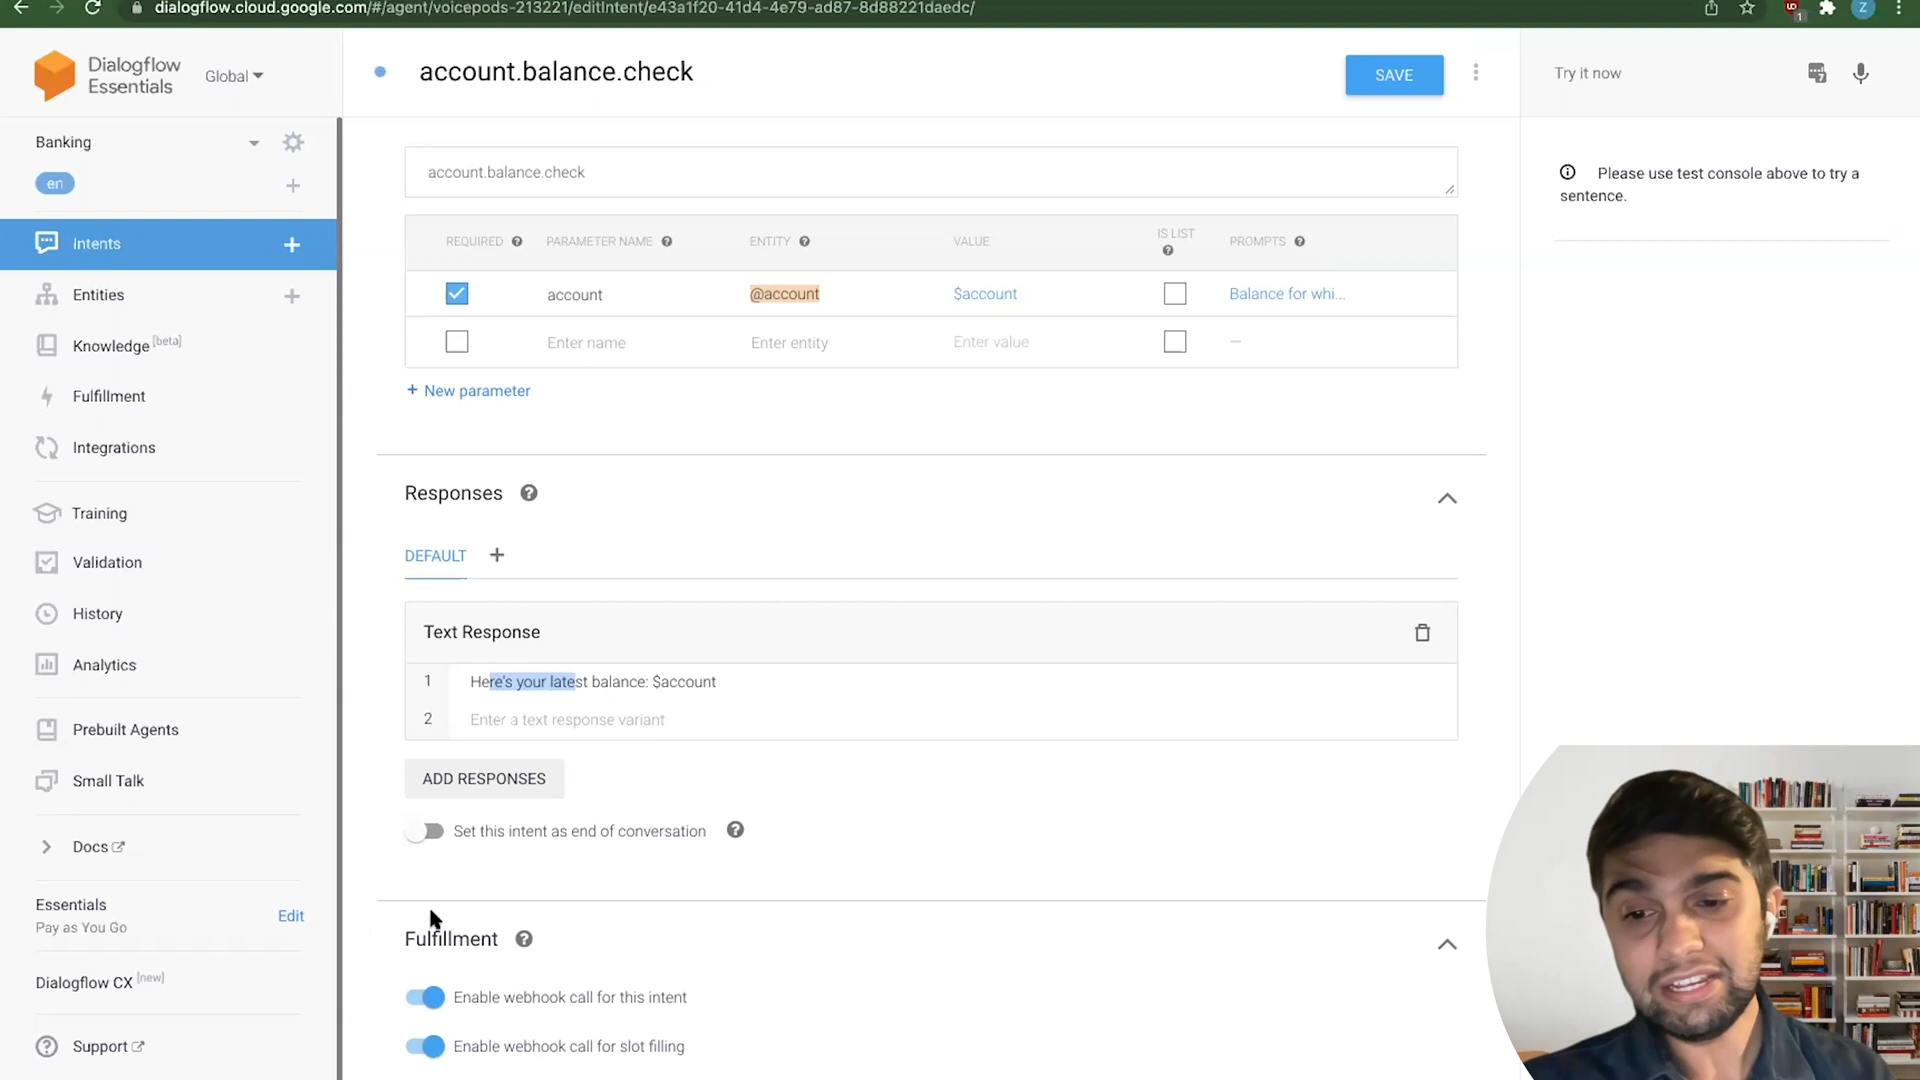 dialogflow.cloud.google.com/#/agent/voicepods-213221/editIntent/e43a1f20-41d4-4e79-ad87-8d88221daedc/
1
Z
Dialogflow
Essentials
Global
account.balance.check
SAVE
Try it now
Banking
en
Intents
Entities
Knowledge [beta]
Fulfillment
Integrations
Training
Validation
History
Analytics
Prebuilt Agents
Small Talk
Docs
Essentials
Pay as You Go
Edit
Dialogflow CX [new]
Support
account.balance.check
REQUIRED PARAMETER NAME ENTITY VALUE IS LIST PROMPTS
account @account $account Balance for whi...
Enter name Enter entity Enter value —
+ New parameter
Responses
DEFAULT +
Text Response
1 Here's your latest balance: $account
2 Enter a text response variant
ADD RESPONSES
Set this intent as end of conversation
Fulfillment
Enable webhook call for this intent
Enable webhook call for slot filling
Please use test console above to try a
sentence.